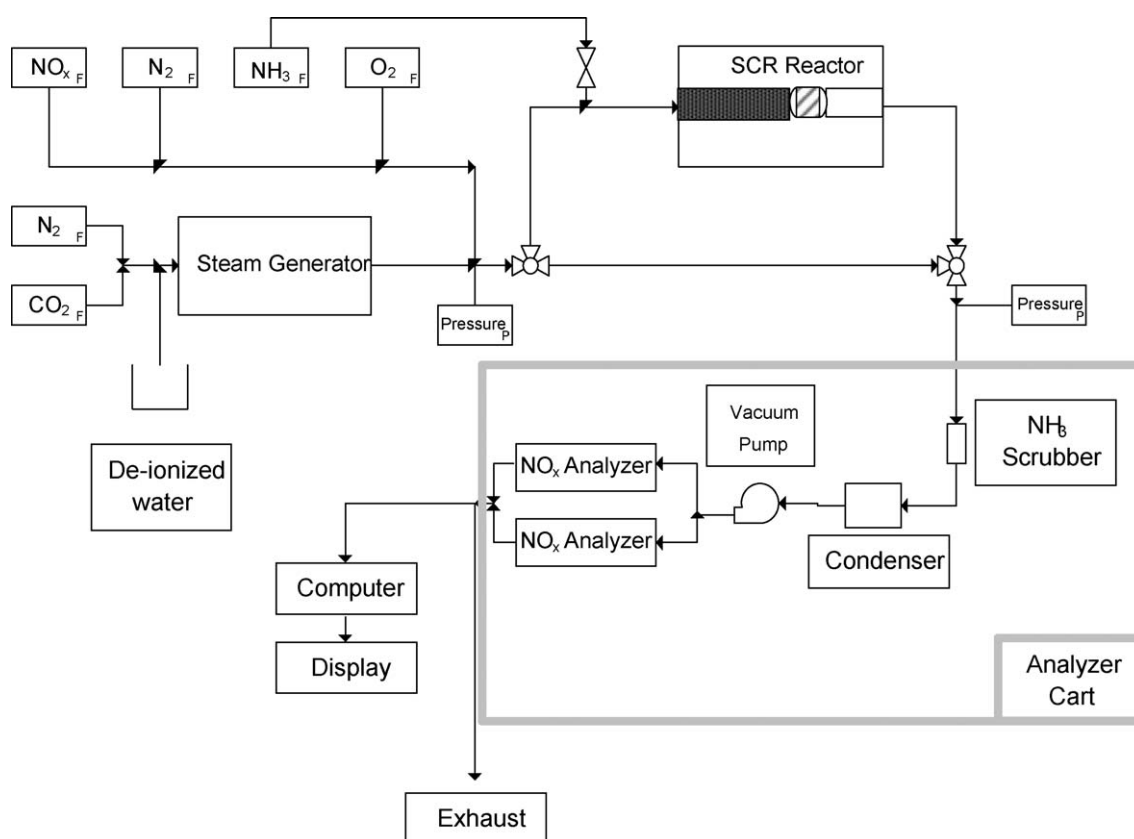 NOx F
N2 F
NH3 F
O2 F
SCR Reactor
N2 F
Steam Generator
CO2 F
Pressure P
Pressure P
De-ionized
water
Vacuum
Pump
NH3
Scrubber
NOx Analyzer
NOx Analyzer
Condenser
Computer
Display
Analyzer
Cart
Exhaust